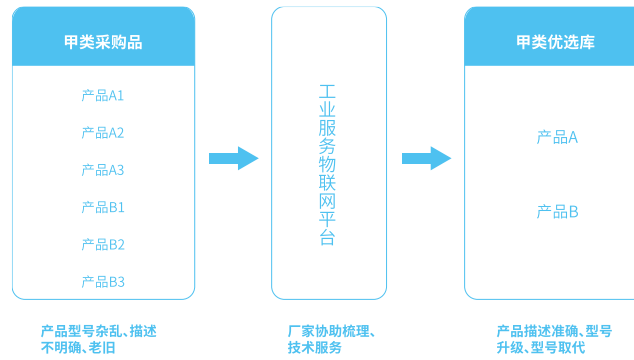 甲类采购品
产品A1
产品A2
产品A3
产品B1
产品B2
产品B3
产品型号杂乱、描述
不明确、老旧
工业服务物联网平台
厂家协助梳理、
技术服务
甲类优选库
产品A
产品B
产品描述准确、型号
升级、型号取代